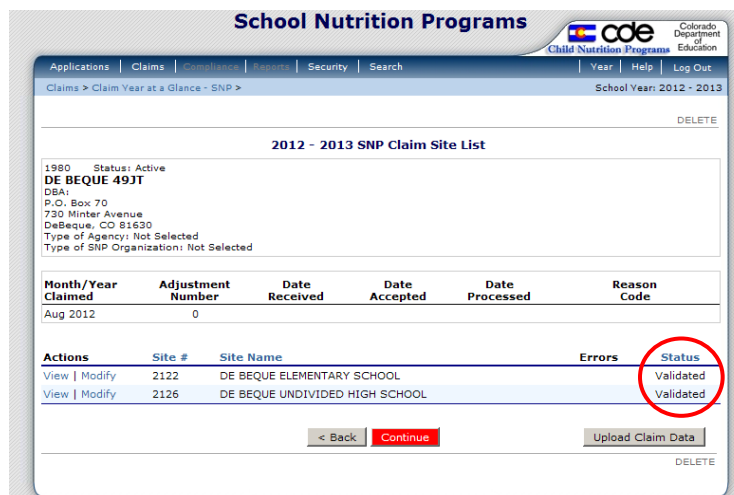 School Nutrition Programs
cde
Colorado
Department
of
Education
Child Nutrition Programs
Applications | Claims | Compliance | Reports | Security | Search | Year | Help | Log Out
Claims > Claim Year at a Glance - SNP > School Year: 2012 - 2013
DELETE
2012 - 2013 SNP Claim Site List
1980 Status: Active
DE BEQUE 49JT
DBA:
P.O. Box 70
730 Minter Avenue
DeBeque, CO 81630
Type of Agency: Not Selected
Type of SNP Organization: Not Selected
Month/Year Adjustment Date Date Date Reason
Claimed Number Received Accepted Processed Code
Aug 2012 0
Actions Site # Site Name Errors Status
View | Modify 2122 DE BEQUE ELEMENTARY SCHOOL Validated
View | Modify 2126 DE BEQUE UNDIVIDED HIGH SCHOOL Validated
< Back Continue Upload Claim Data
DELETE